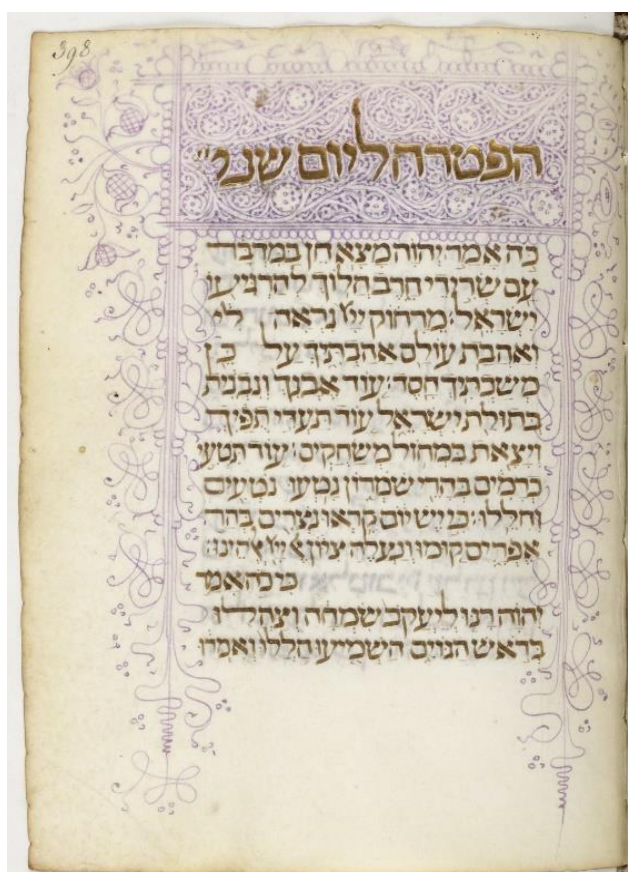 398
הפטרה ליום שני
כה אמר יהוה מצא חן במדבר
עם שרידי חרב הלוך להרגיעו
ישראל׃ מרחוק ייי נראה לי
ואהבת עולם אהבתיך על כן
משכתיך חסד׃ עוד אבנך ונבנית
בתולת ישראל עוד תעדי תפיך
ויצאת במחול משחקים׃ עוד תטעי
כרמים בהרי שמרון נטעו נטעים
וחללו׃ כי יש יום קראו נצרים בהר
אפרים קומו ונעלה ציון אל ייי אלהינו׃
כי כה אמר
יהוה רנו ליעקב שמחה וצהלו
בראש הגוים השמיעו הללו ואמרו